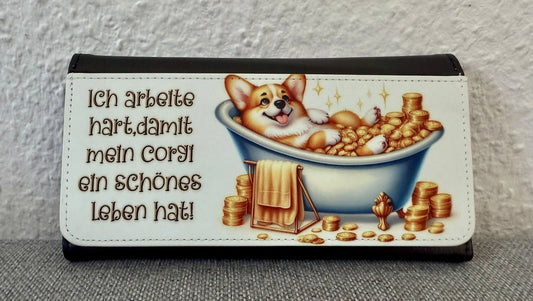 Ich arbeite
hart,damit
mein Corgi
ein schönes
Leben hat!